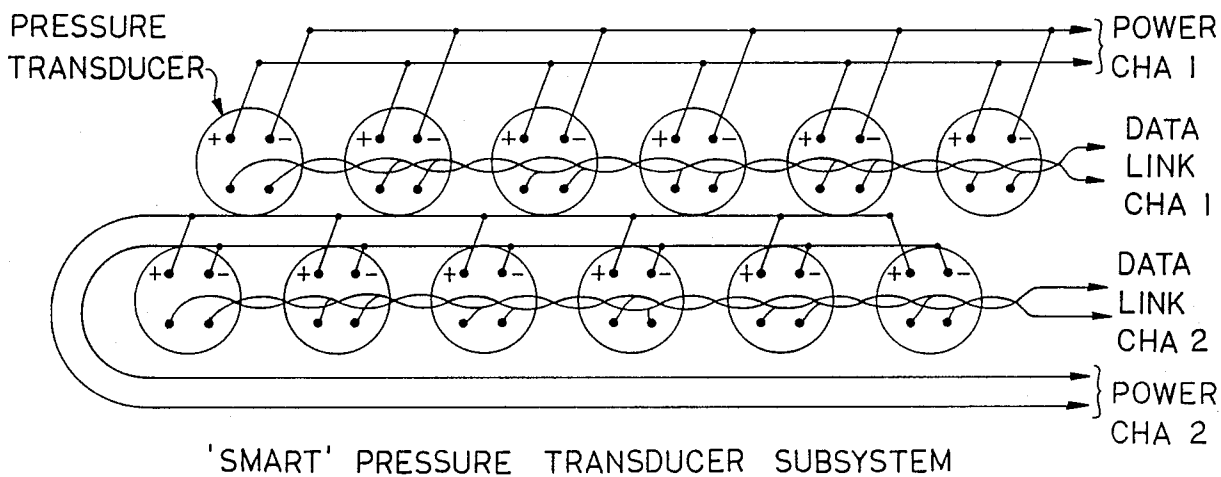 PRESSURE
TRANSDUCER
POWER
CHA 1
DATA
LINK
CHA 1
+ - + - + - + - + - + -
DATA
LINK
CHA 2
+ - + - + - + - + - + -
POWER
CHA 2
'SMART' PRESSURE TRANSDUCER SUBSYSTEM